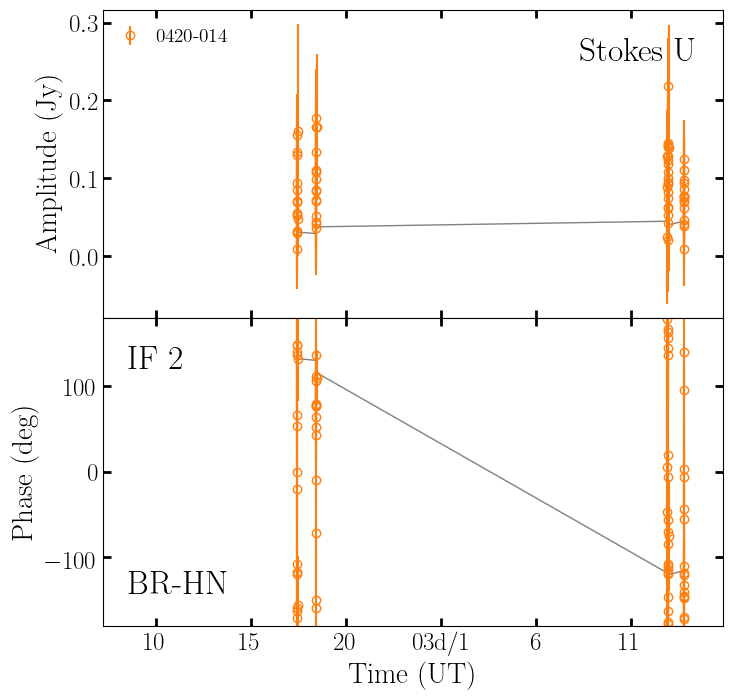 0.3
0420-014
Stokes U
0.2
Amplitude (Jy)
0.1
0.0
IF 2
100
Phase (deg)
0
−100
BR-HN
10 15 20 03d/1 6 11
Time (UT)